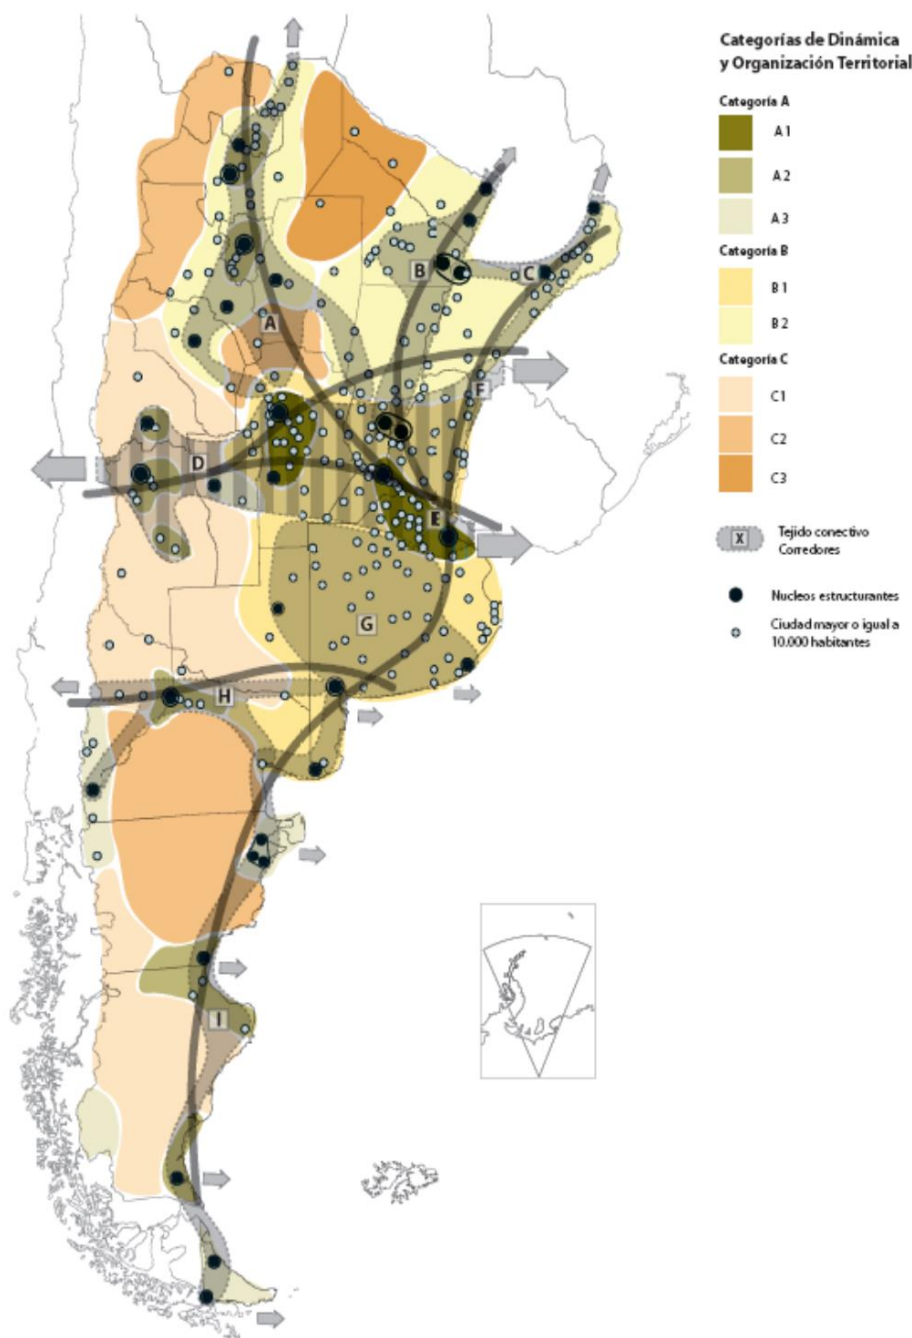 Categorías de Dinámica
y Organización Territorial
Categoría A
A 1
A 2
A 3
Categoría B
B 1
B 2
Categoría C
C1
C2
C3
X
Tejido conectivo
Corredores
Nucleos estructurantes
Ciudad mayor o igual a
10.000 habitantes
B
C
A
F
D
E
G
H
I